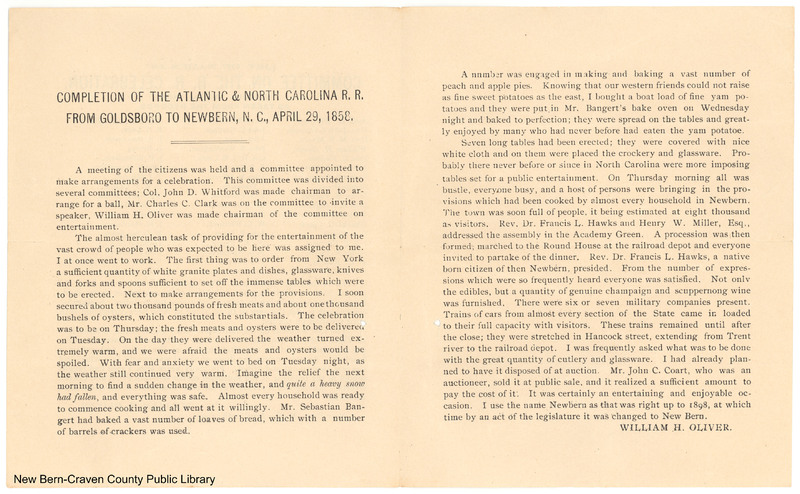 COMPLETION OF THE ATLANTIC & NORTH CAROLINA R. R.
FROM GOLDSBORO TO NEWBERN, N. C., APRIL 29, 1858.
A meeting of the citizens was held and a committee appointed to
make arrangements for a celebration. This committee was divided into
several committees; Col. John D. Whitford was made chairman to ar-
range for a ball, Mr. Charles C. Clark was on the committee to invite a
speaker, William H. Oliver was made chairman of the committee on
entertainment.
The almost herculean task of providing for the entertainment of the
vast crowd of people who was expected to be here was assigned to me.
I at once went to work. The first thing was to order from New York
a sufficient quantity of white granite plates and dishes, glassware, knives
and forks and spoons sufficient to set off the immense tables which were
to be erected. Next to make arrangements for the provisions. I soon
secured about two thousand pounds of fresh meats and about one thousand
bushels of oysters, which constituted the substantials. The celebration
was to be on Thursday; the fresh meats and oysters were to be delivered
on Tuesday. On the day they were delivered the weather turned ex-
tremely warm, and we were afraid the meats and oysters would be
spoiled. With fear and anxiety we went to bed on Tuesday night, as
the weather still continued very warm. Imagine the relief the next
morning to find a sudden change in the weather, and quite a heavy snow
had fallen, and everything was safe. Almost every household was ready
to commence cooking and all went at it willingly. Mr. Sebastian Ban-
gert had baked a vast number of loaves of bread, which with a number
of barrels of crackers was used.
A number was engaged in making and baking a vast number of
peach and apple pies. Knowing that our western friends could not raise
as fine sweet potatoes as the east, I bought a boat load of fine yam po-
tatoes and they were put in Mr. Bangert's bake oven on Wednesday
night and baked to perfection; they were spread on the tables and great-
ly enjoyed by many who had never before had eaten the yam potatoe.
Seven long tables had been erected; they were covered with nice
white cloth and on them were placed the crockery and glassware. Pro-
bably there never before or since in North Carolina were more imposing
tables set for a public entertainment. On Thursday morning all was
bustle, everyone busy, and a host of persons were bringing in the pro-
visions which had been cooked by almost every household in Newbern.
The town was soon full of people, it being estimated at eight thousand
as visitors. Rev. Dr. Francis L. Hawks and Henry W. Miller, Esq.,
addressed the assembly in the Academy Green. A procession was then
formed; marched to the Round House at the railroad depot and everyone
invited to partake of the dinner. Rev. Dr. Francis L. Hawks, a native
born citizen of then Newbern, presided. From the number of expres-
sions which were so frequently heard everyone was satisfied. Not only
the edibles, but a quantity of genuine champaign and scuppernong wine
was furnished. There were six or seven military companies present.
Trains of cars from almost every section of the State came in loaded
to their full capacity with visitors. These trains remained until after
the close; they were stretched in Hancock street, extending from Trent
river to the railroad depot. I was frequently asked what was to be done
with the great quantity of cutlery and glassware. I had already plan-
ned to have it disposed of at auction. Mr. John C. Coart, who was an
auctioneer, sold it at public sale, and it realized a sufficient amount to
pay the cost of it. It was certainly an entertaining and enjoyable oc-
casion. I use the name Newbern as that was right up to 1898, at which
time by an act of the legislature it was changed to New Bern.
WILLIAM H. OLIVER.
New Bern-Craven County Public Library